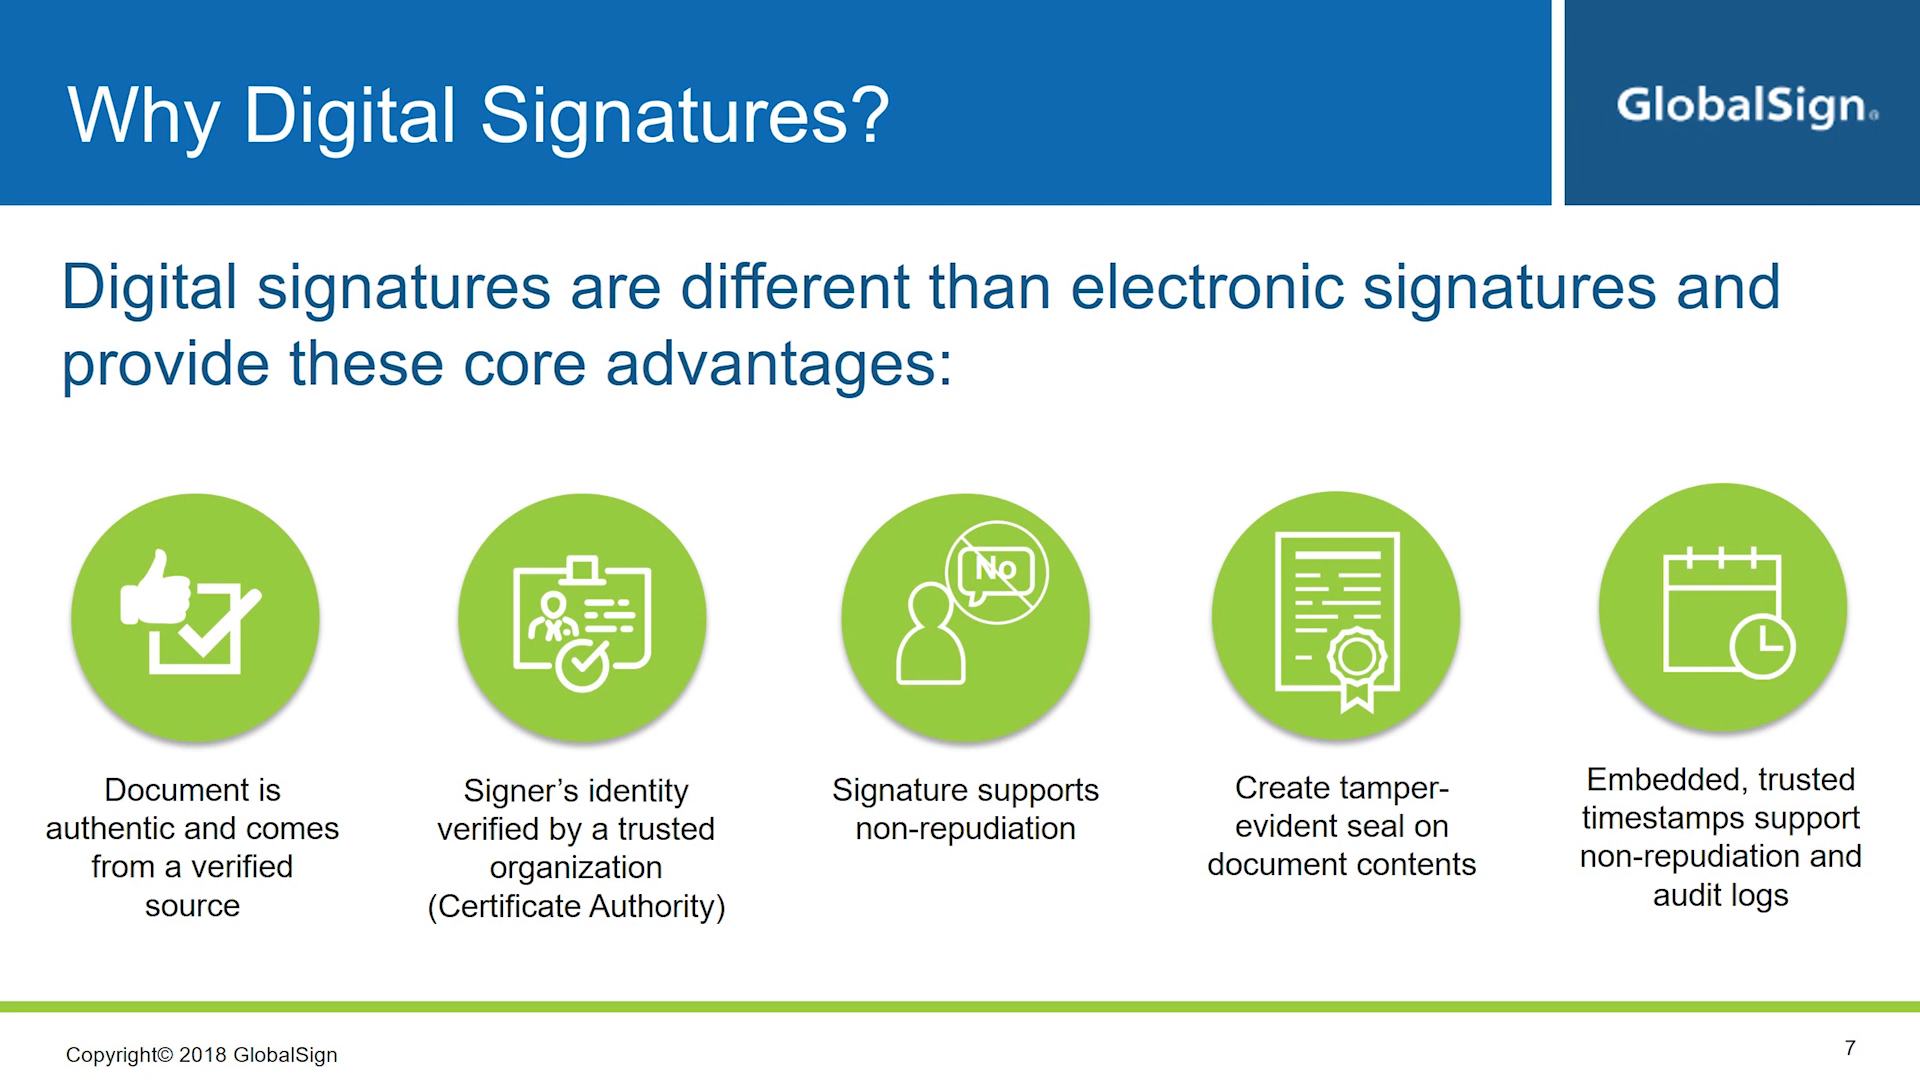 Why Digital Signatures?
GlobalSign®
Digital signatures are different than electronic signatures and
provide these core advantages:
No
Document is
authentic and comes
from a verified
source
Signer’s identity
verified by a trusted
organization
(Certificate Authority)
Signature supports
non-repudiation
Create tamper-
evident seal on
document contents
Embedded, trusted
timestamps support
non-repudiation and
audit logs
Copyright© 2018 GlobalSign
7